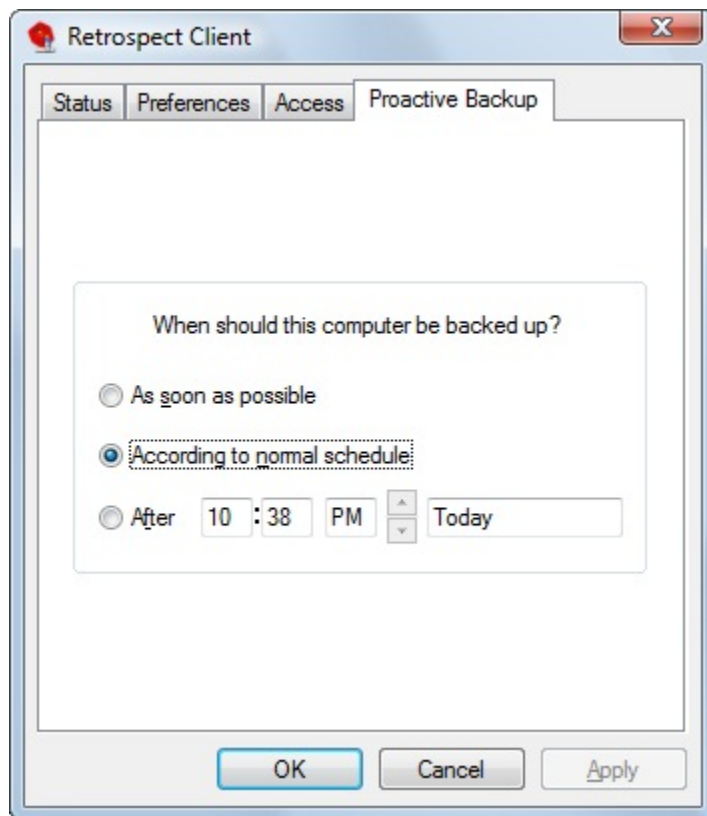 Retrospect Client
Status Preferences Access Proactive Backup
When should this computer be backed up?
As soon as possible
According to normal schedule
After 10 : 38 PM Today
OK Cancel Apply